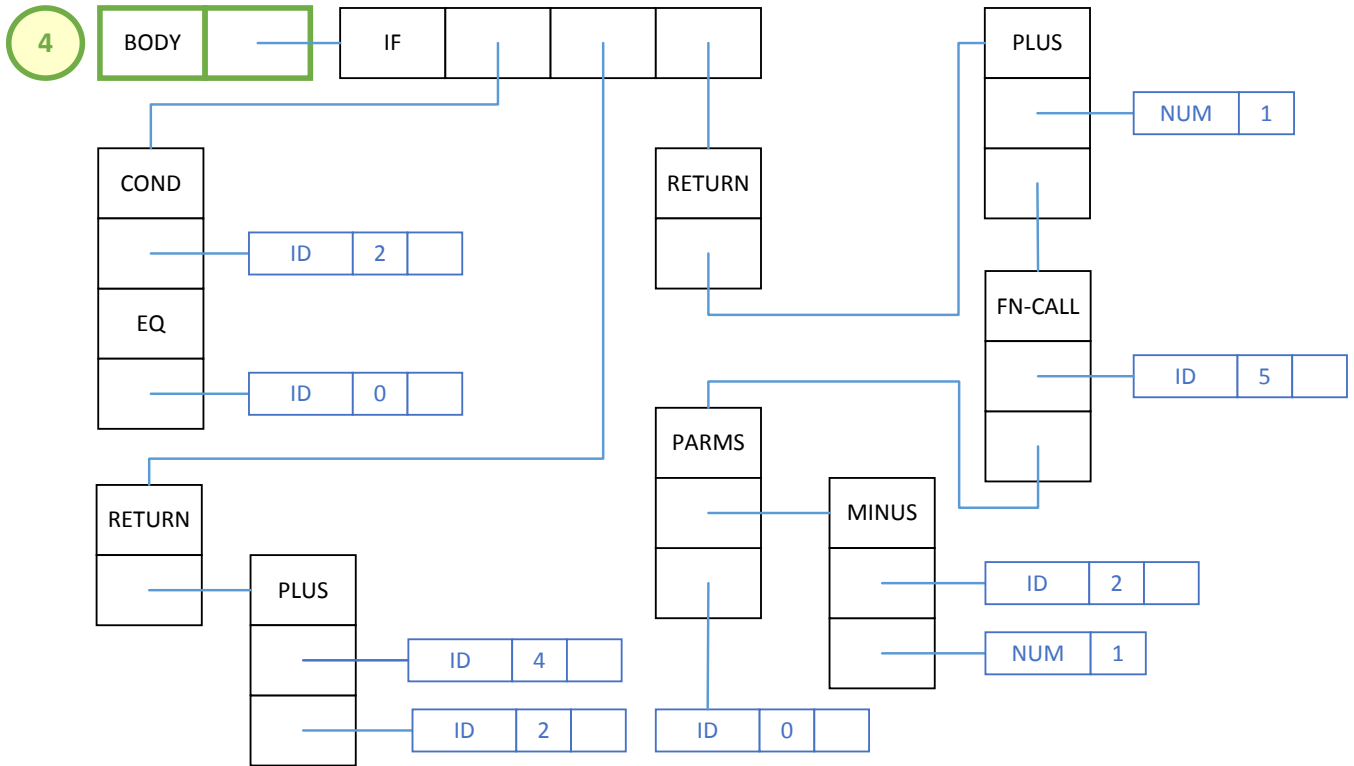 4
BODY
IF
PLUS
NUM 1
COND
RETURN
ID 2
FN-CALL
EQ
ID 5
ID 0
PARMS
RETURN
MINUS
PLUS
ID 2
ID 4
NUM 1
ID 2
ID 0